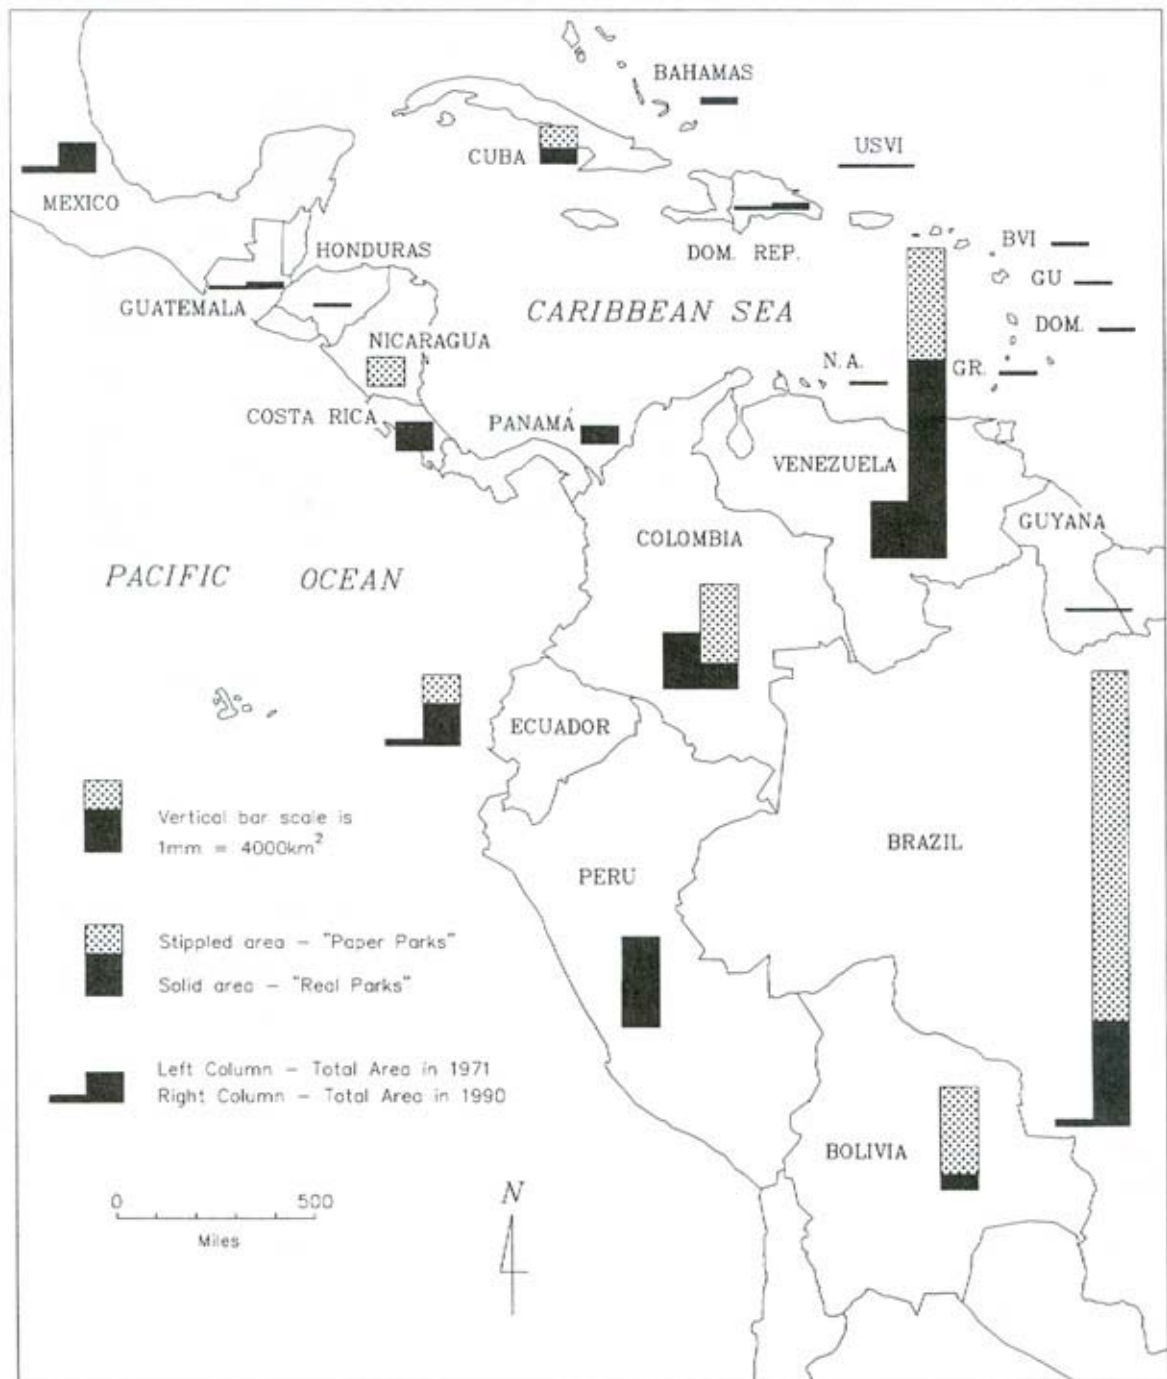 BAHAMAS
CUBA
USVI
MEXICO
DOM. REP.
BVI
HONDURAS
GU
GUATEMALA
CARIBBEAN SEA
DOM.
NICARAGUA
N.A.
GR.
COSTA RICA
PANAMÁ
VENEZUELA
GUYANA
COLOMBIA
PACIFIC OCEAN
ECUADOR
Vertical bar scale is
1mm = 4000km²
BRAZIL
PERU
Stippled area – "Paper Parks"
Solid area – "Real Parks"
Left Column – Total Area in 1971
Right Column – Total Area in 1990
BOLIVIA
0 500
Miles
N